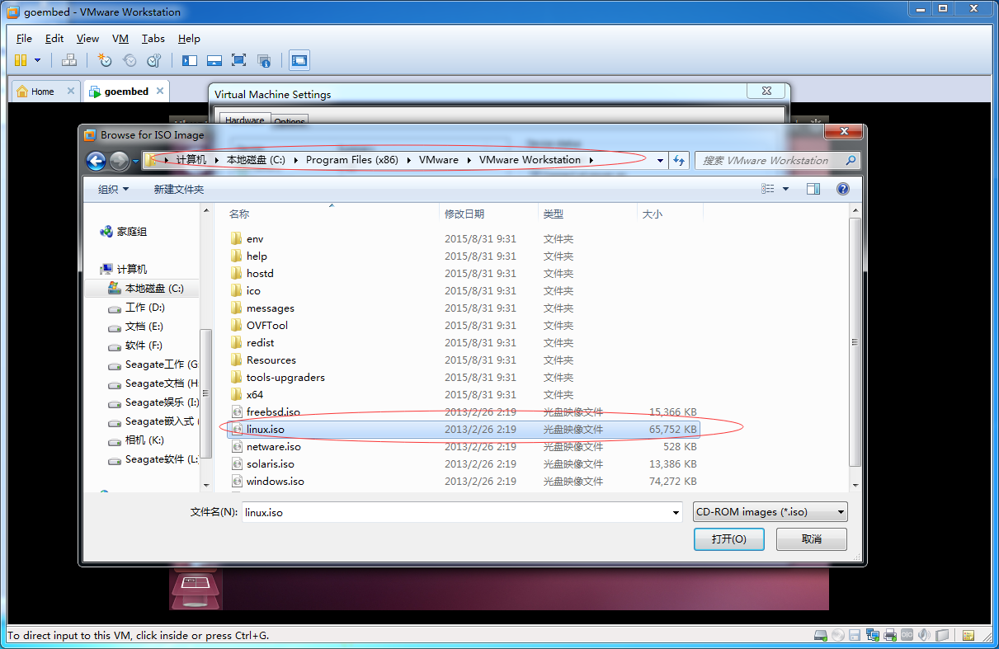 goembed - VMware Workstation
File Edit View VM Tabs Help
Home goembed
Virtual Machine Settings
Hardware Options
Browse for ISO Image
计算机 本地磁盘 (C:) Program Files (x86) VMware VMware Workstation 搜索 VMware Workstation
组织 新建文件夹
名称 修改日期 类型 大小
家庭组
计算机
本地磁盘 (C:)
工作 (D:)
文档 (E:)
软件 (F:)
Seagate工作 (G:
Seagate文档 (H:
Seagate娱乐 (I:)
Seagate嵌入式 (
相机 (K:)
Seagate软件 (L:
env 2015/8/31 9:31 文件夹
help 2015/8/31 9:31 文件夹
hostd 2015/8/31 9:31 文件夹
ico 2015/8/31 9:31 文件夹
messages 2015/8/31 9:31 文件夹
OVFTool 2015/8/31 9:31 文件夹
redist 2015/8/31 9:31 文件夹
Resources 2015/8/31 9:31 文件夹
tools-upgraders 2015/8/31 9:31 文件夹
x64 2015/8/31 9:31 文件夹
freebsd.iso 2013/2/26 2:19 光盘映像文件 15,366 KB
linux.iso 2013/2/26 2:19 光盘映像文件 65,752 KB
netware.iso 2013/2/26 2:19 光盘映像文件 528 KB
solaris.iso 2013/2/26 2:19 光盘映像文件 13,386 KB
windows.iso 2013/2/26 2:19 光盘映像文件 74,272 KB
文件名(N): linux.iso CD-ROM images (*.iso)
打开(O) 取消
To direct input to this VM, click inside or press Ctrl+G.